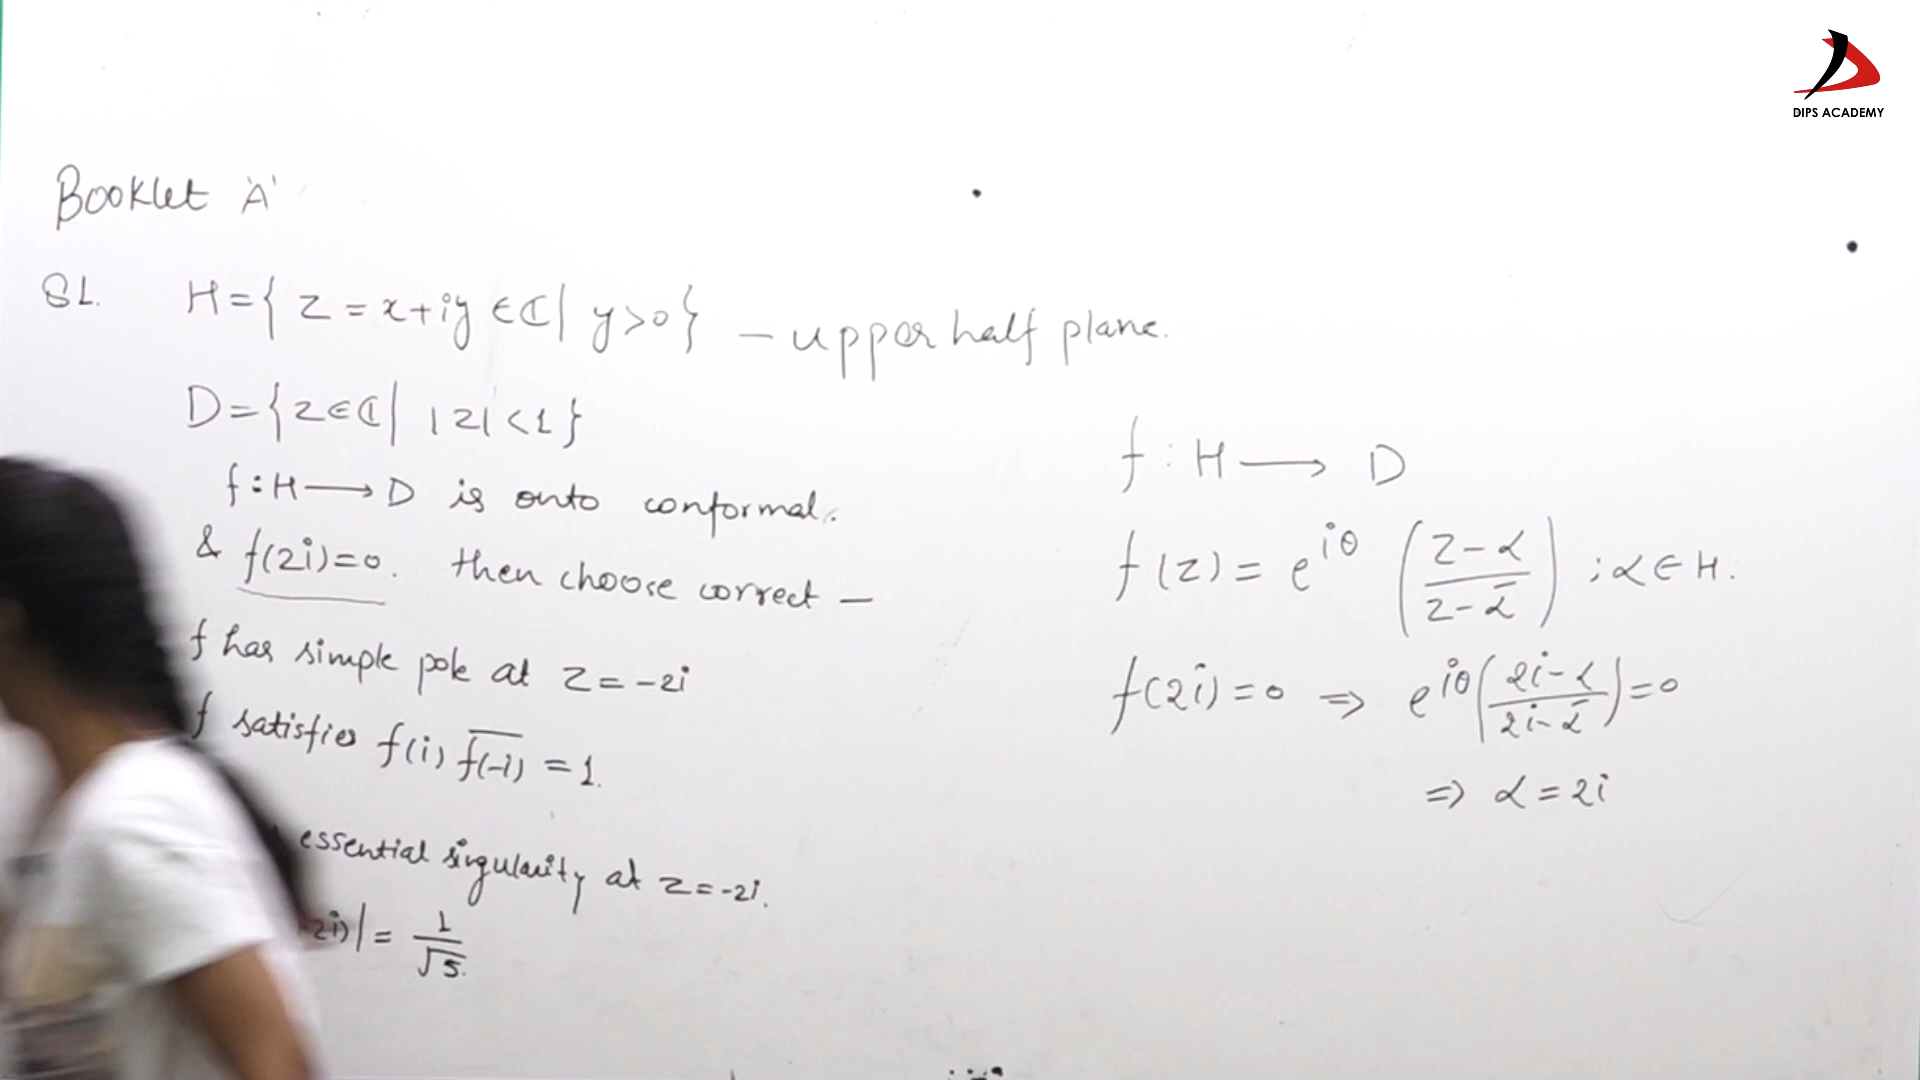 DIPS ACADEMY
Booklet 'A'
81. H={ z = x+iy ∈ ℂ | y>0} – upper half plane.
D={z∈ℂ | |z|<1}
f:H⟶D is onto conformal.
& f(2i)=0. then choose correct –
f has simple pole at z=-2i
f satisfies f(i) \overline{f(-i)} = 1.
essential singularity at z=-2i.
2i)| = 1/√5.
f : H ⟶ D
f(z) = e^{iθ} ( (z-α)/(z-\overline{α}) ) ; α∈H.
f(2i)=0 ⇒ e^{iθ} ( (2i-α)/(2i-\overline{α}) ) =0
⇒ α=2i